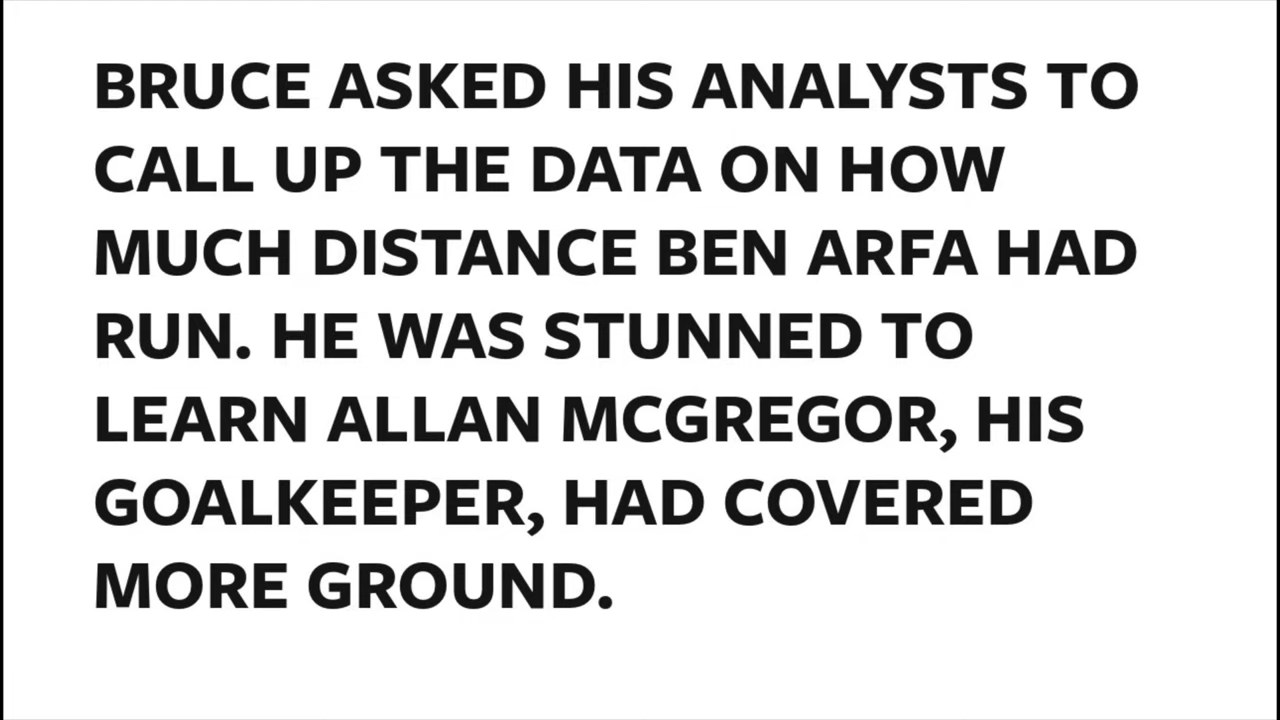 BRUCE ASKED HIS ANALYSTS TO
CALL UP THE DATA ON HOW
MUCH DISTANCE BEN ARFA HAD
RUN. HE WAS STUNNED TO
LEARN ALLAN MCGREGOR, HIS
GOALKEEPER, HAD COVERED
MORE GROUND.